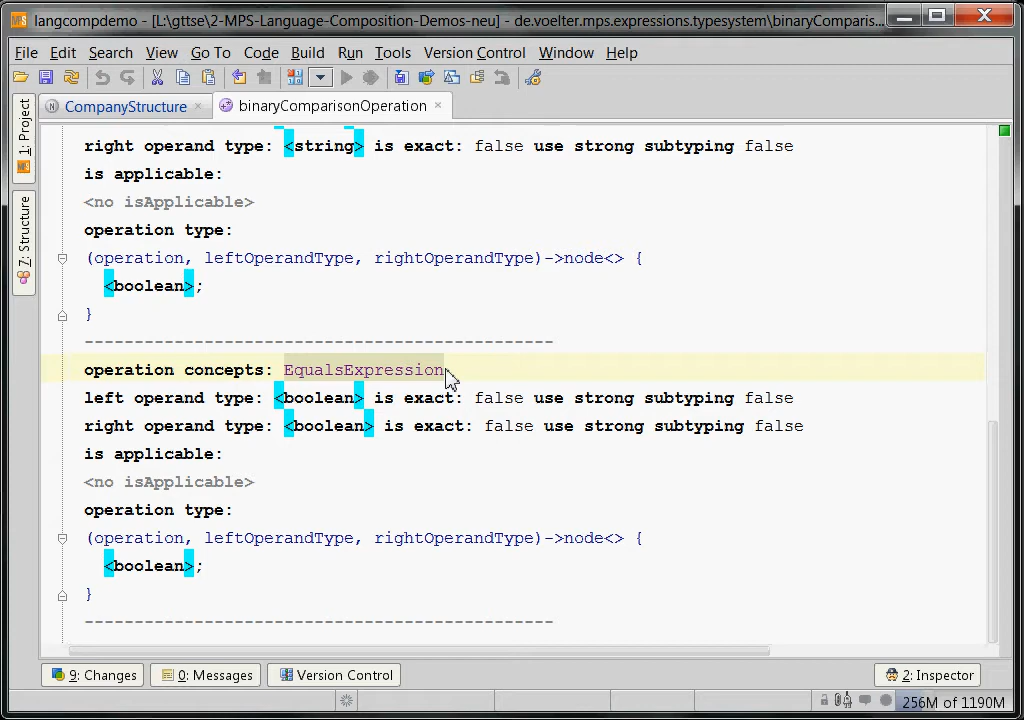 langcompdemo - [L:\gttse\2-MPS-Language-Composition-Demos-neu] - de.voelter.mps.expressions.typesystem\binaryComparis...
File Edit Search View Go To Code Build Run Tools Version Control Window Help
CompanyStructure binaryComparisonOperation
1: Project
7: Structure
right operand type: <string> is exact: false use strong subtyping false
is applicable:
<no isApplicable>
operation type:
(operation, leftOperandType, rightOperandType)->node<> {
<boolean>;
}
-----------------------------------------------
operation concepts: EqualsExpression
left operand type: <boolean> is exact: false use strong subtyping false
right operand type: <boolean> is exact: false use strong subtyping false
is applicable:
<no isApplicable>
operation type:
(operation, leftOperandType, rightOperandType)->node<> {
<boolean>;
}
-----------------------------------------------
9: Changes 0: Messages Version Control 2: Inspector
256M of 1190M